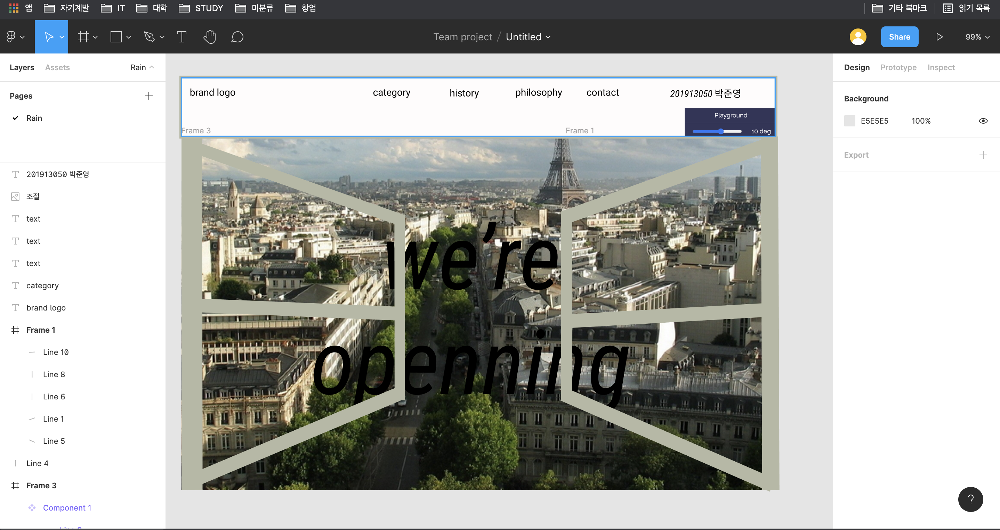 앱 자기계발 IT 대학 STUDY 미분류 창업 기타 북마크 읽기 목록
Team project / Untitled Share 99%
Layers Assets Rain
Pages
Rain
201913050 박준영
조절
text
text
text
category
brand logo
Frame 1
Line 10
Line 8
Line 6
Line 1
Line 5
Line 4
Frame 3
Component 1
brand logo category history philosophy contact 201913050 박준영
Playground:
10 deg
Frame 3 Frame 1
we're
openning
Design Prototype Inspect
Background
E5E5E5 100%
Export
?